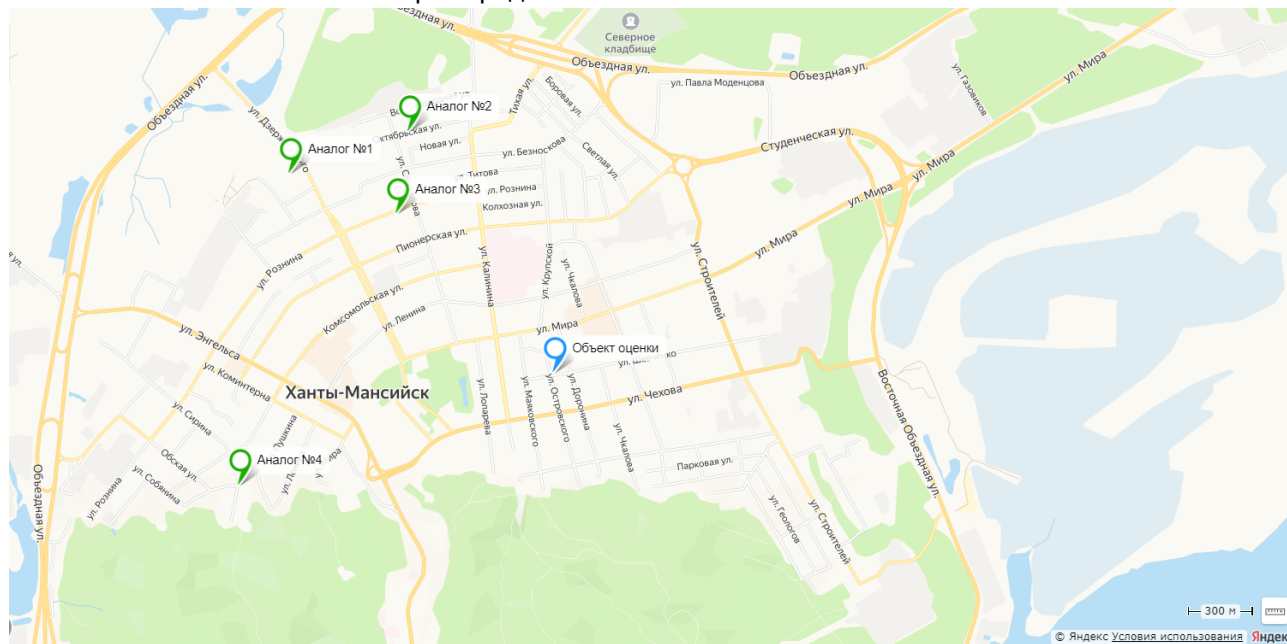 Северное
кладбище
Объездная ул.
Объездная ул.
ул. Мира
ул. Газовиков
ул. Павла Моденцова
Боровая ул.
Тихая ул.
Объездная ул.
ул. Дзержинского
Аналог №2
Октябрьская ул.
Новая ул.
ул. Безноскова
Светлая ул.
Студенческая ул.
ул. Мира
Аналог №1
ул. Титова
Аналог №3
ул. Рознина
Колхозная ул.
ул. Мира
Пионерская ул.
ул. Рознина
ул. Калинина
ул. Крупской
ул. Чкалова
ул. Строителей
ул. Мира
Комсомольская ул.
ул. Ленина
ул. Мира
ул. Энгельса
Объект оценки
ул. Коминтерна
Ханты-Мансийск
ул. Лопарева
ул. Маяковского
ул. Островского
ул. Доронина
ул. Чехова
Восточная Объездная ул.
ул. Сирина
Пушкина
Аналог №4
Обская ул.
ул. Собянина
ул. Рознина
ул. Чкалова
Парковая ул.
Объездная ул.
ул. Геологов
ул. Строителей
300 м
© Яндекс Условия использования Яндек